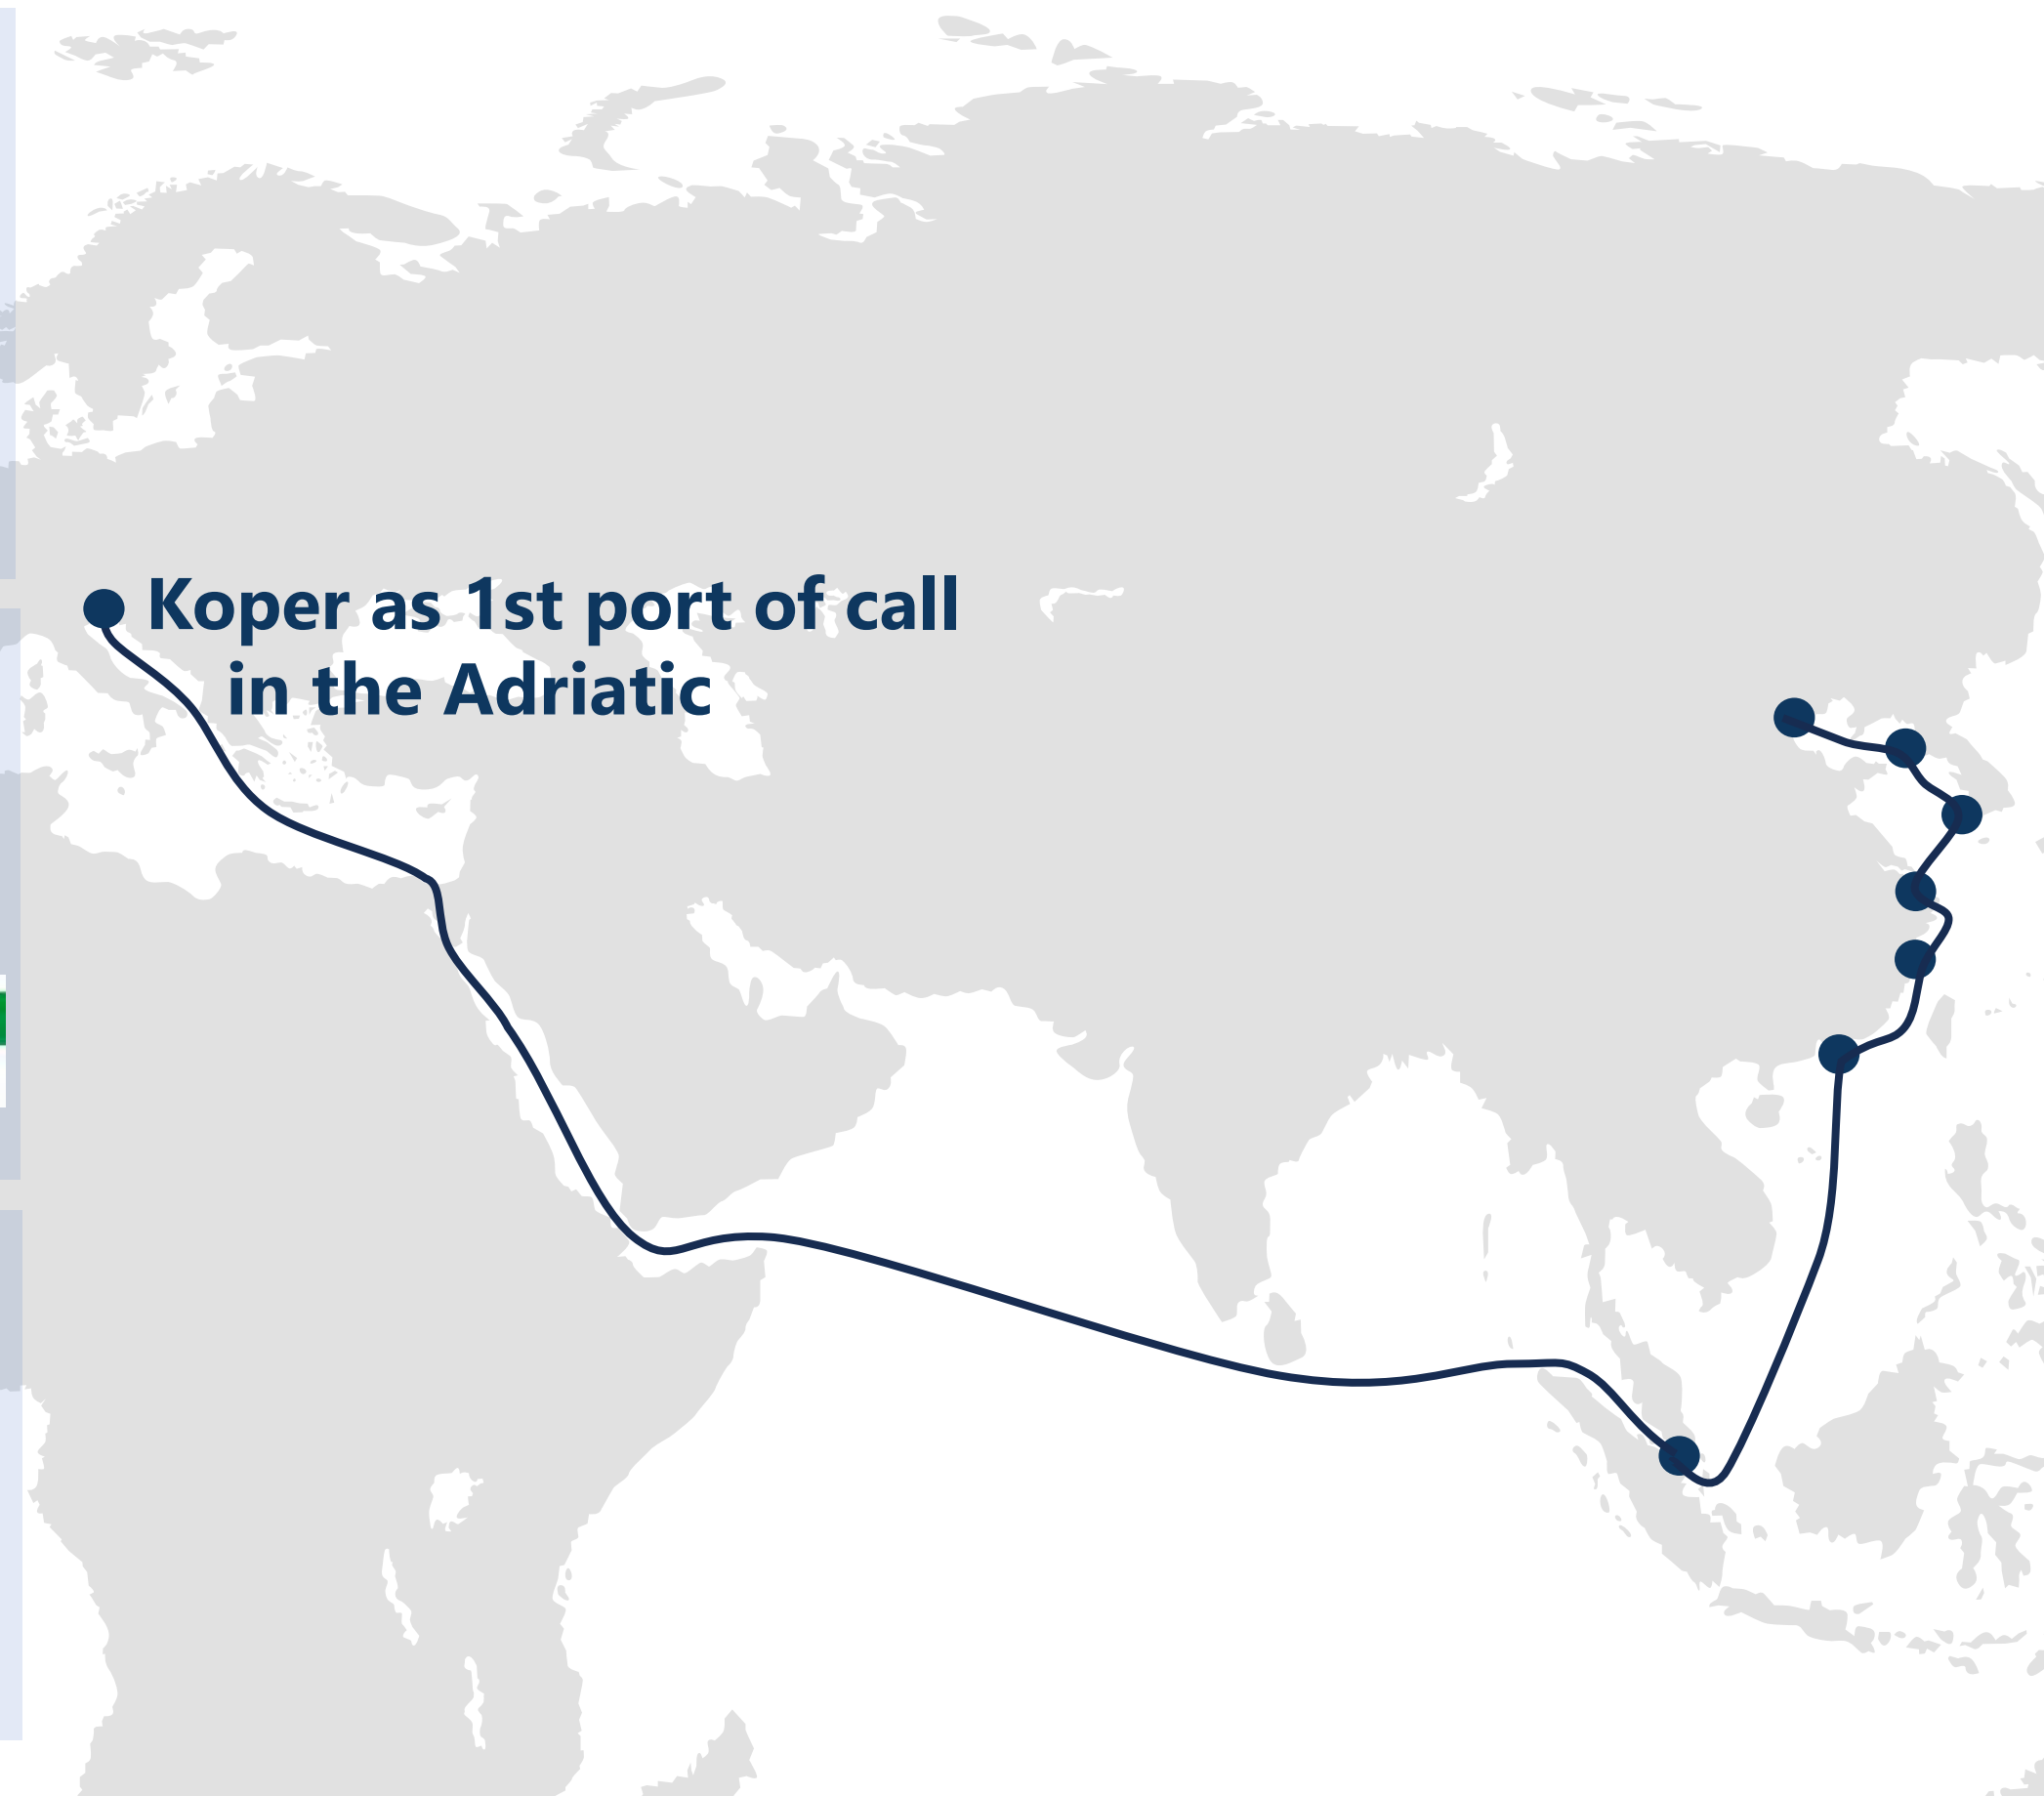 Koper as 1st port of call
in the Adriatic